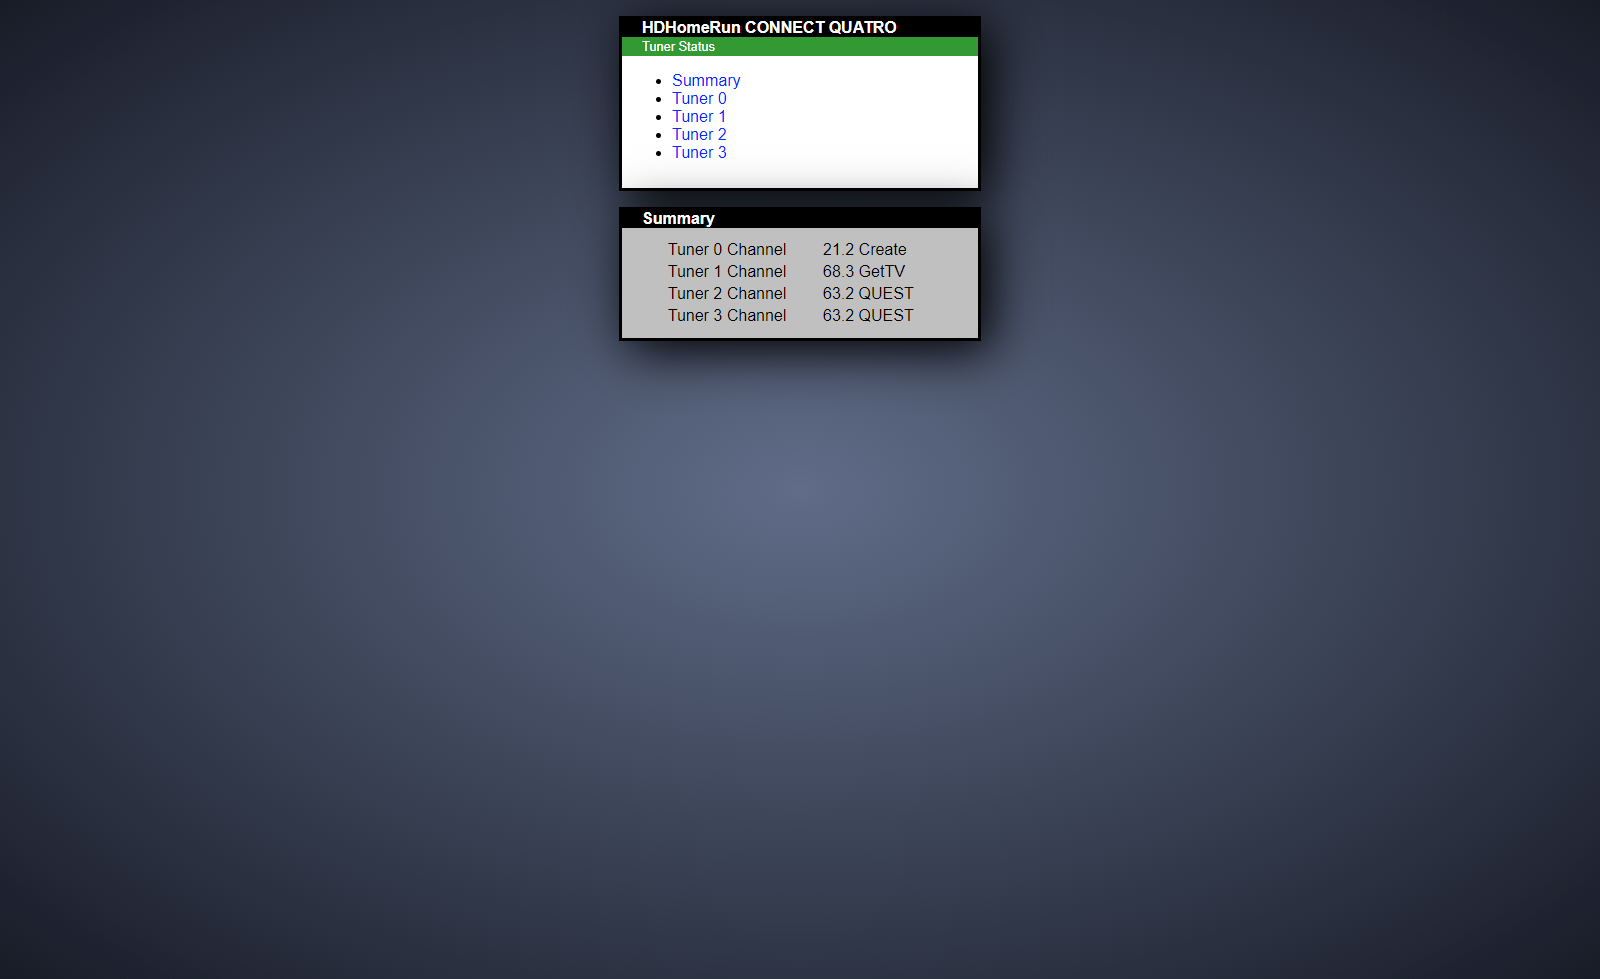 HDHomeRun CONNECT QUATRO
Tuner Status
Summary
Tuner 0
Tuner 1
Tuner 2
Tuner 3
Summary
Tuner 0 Channel 21.2 Create
Tuner 1 Channel 68.3 GetTV
Tuner 2 Channel 63.2 QUEST
Tuner 3 Channel 63.2 QUEST